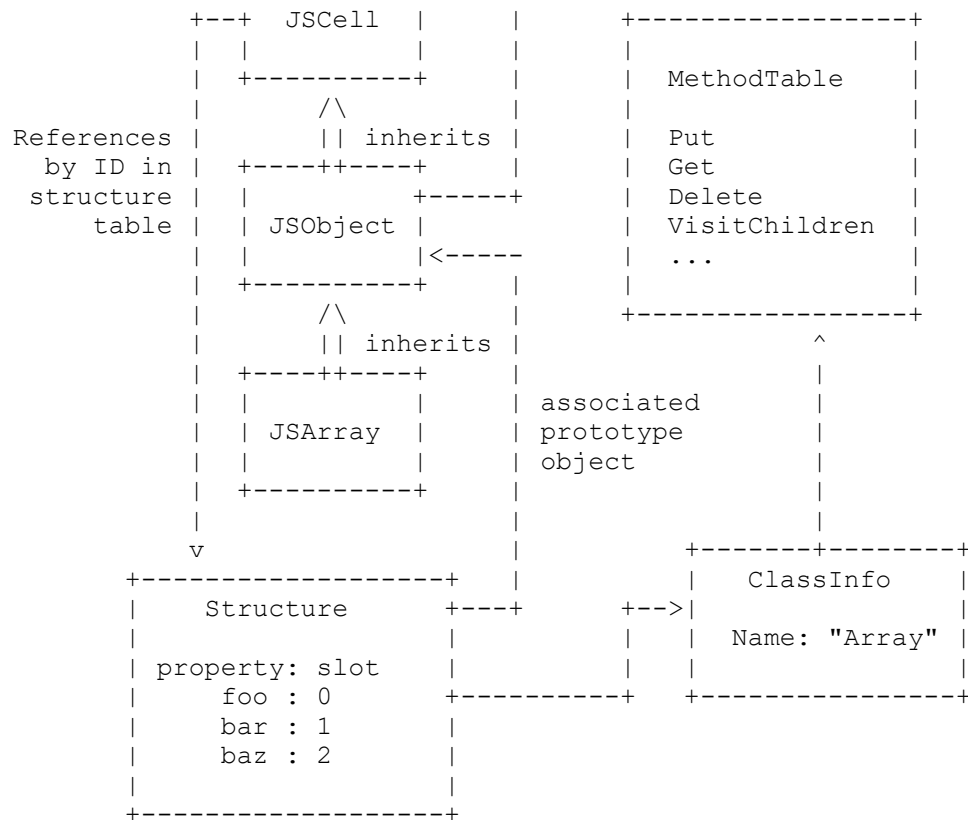 JSCell
MethodTable
inherits
Put
References
by ID in
Get
structure
Delete
table
JSObject
VisitChildren
...
inherits
associated
JSArray
prototype
object
Structure
ClassInfo
Name: "Array"
property: slot
foo : 0
bar : 1
baz : 2